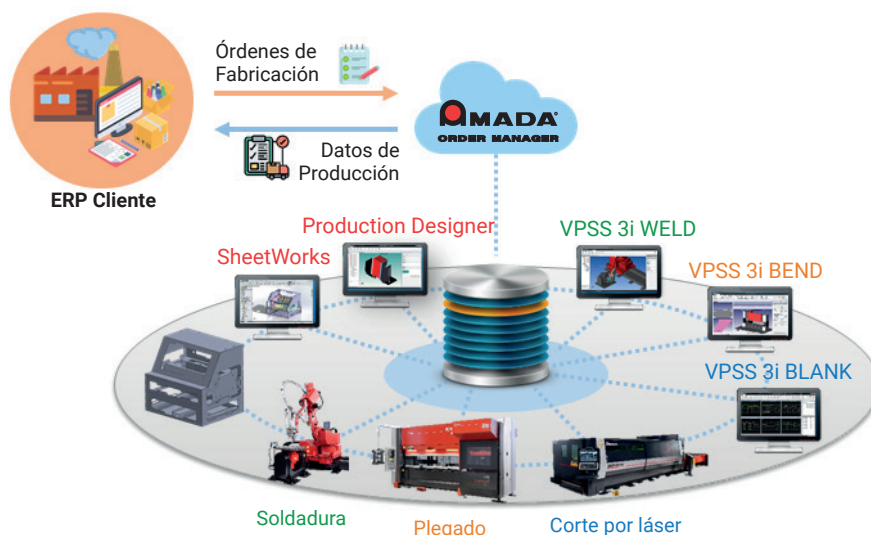 Órdenes de
Fabricación
AMADA
ORDER MANAGER
Datos de
Producción
ERP Cliente
Production Designer
VPSS 3i WELD
SheetWorks
VPSS 3i BEND
VPSS 3i BLANK
Soldadura
Plegado
Corte por láser